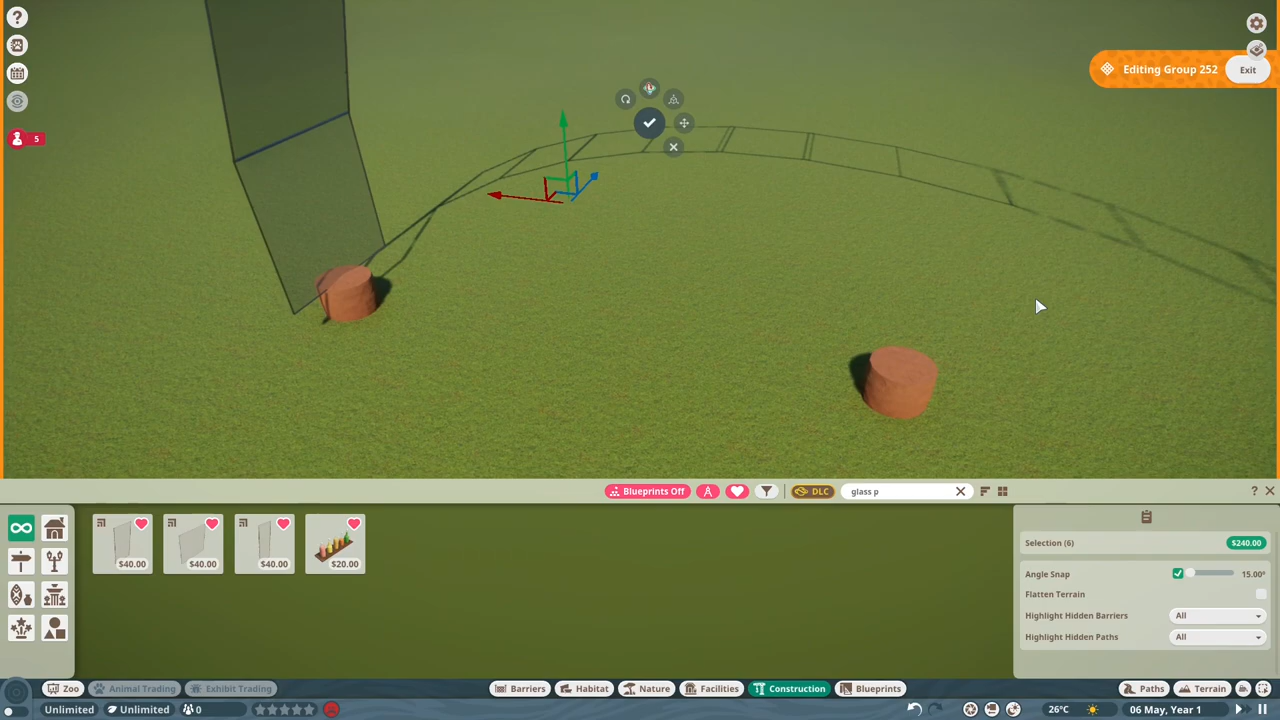 ?
Editing Group 252
Exit
5
Blueprints Off
DLC
glass p
?
$40.00
$40.00
$40.00
$20.00
Selection (6)
$240.00
Angle Snap
15.00°
Flatten Terrain
Highlight Hidden Barriers
All
Highlight Hidden Paths
All
Zoo
Animal Trading
Exhibit Trading
Barriers
Habitat
Nature
Facilities
Construction
Blueprints
Paths
Terrain
Unlimited
Unlimited
0
26°C
06 May, Year 1